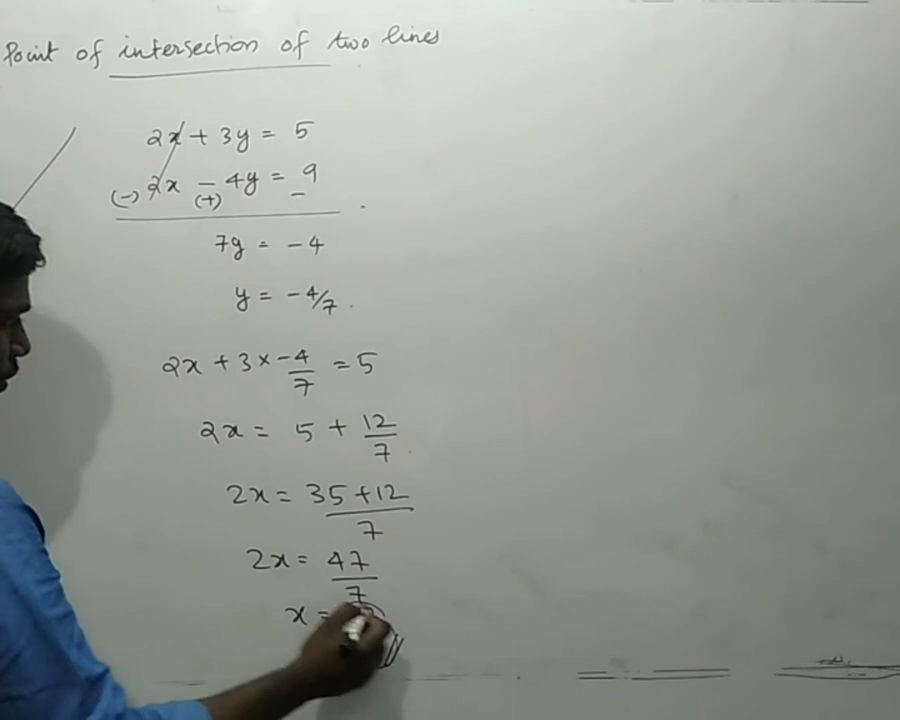 Point of intersection of two lines
2x + 3y = 5
(-) 2x - 4y = 9
(+) -
7y = -4
y = -4/7.
2x + 3 x -4/7 = 5
2x = 5 + 12/7
2x = 35+12/7
2x = 47/7
x =